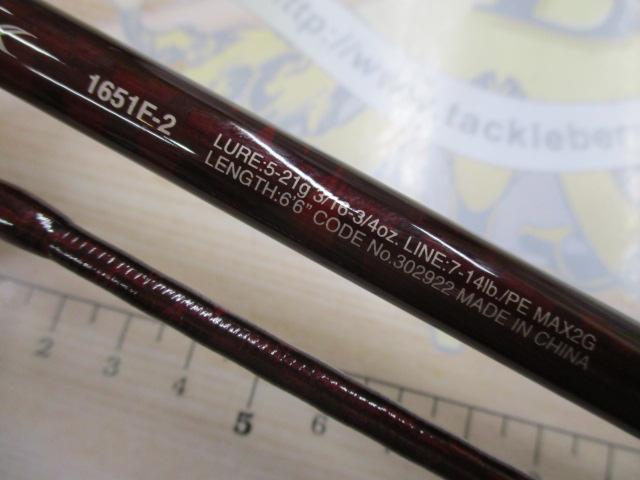 1651F-2
LURE:5-21g 3/16-3/4oz. LINE:7-14lb./PE MAX2G
LENGTH:6'6" CODE No.302922 MADE IN CHINA
http://www.tackleber
2 3 4 5 6